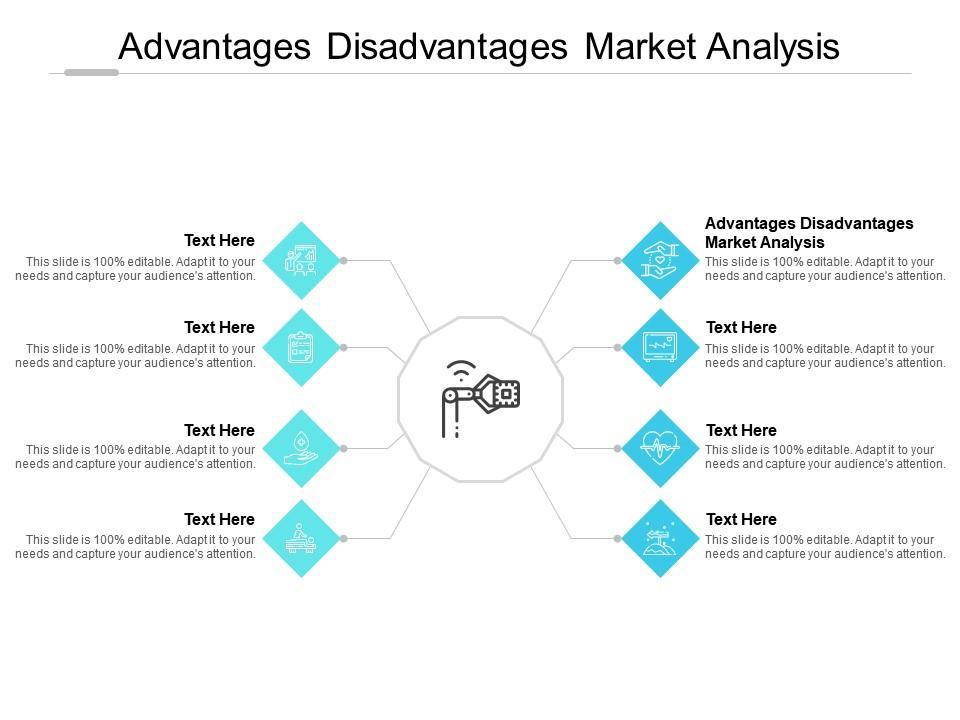 Advantages Disadvantages Market Analysis
Text Here
This slide is 100% editable. Adapt it to your
needs and capture your audience's attention.
Text Here
This slide is 100% editable. Adapt it to your
needs and capture your audience's attention.
Text Here
This slide is 100% editable. Adapt it to your
needs and capture your audience's attention.
Text Here
This slide is 100% editable. Adapt it to your
needs and capture your audience's attention.
Advantages Disadvantages
Market Analysis
This slide is 100% editable. Adapt it to your
needs and capture your audience's attention.
Text Here
This slide is 100% editable. Adapt it to your
needs and capture your audience's attention.
Text Here
This slide is 100% editable. Adapt it to your
needs and capture your audience's attention.
Text Here
This slide is 100% editable. Adapt it to your
needs and capture your audience's attention.